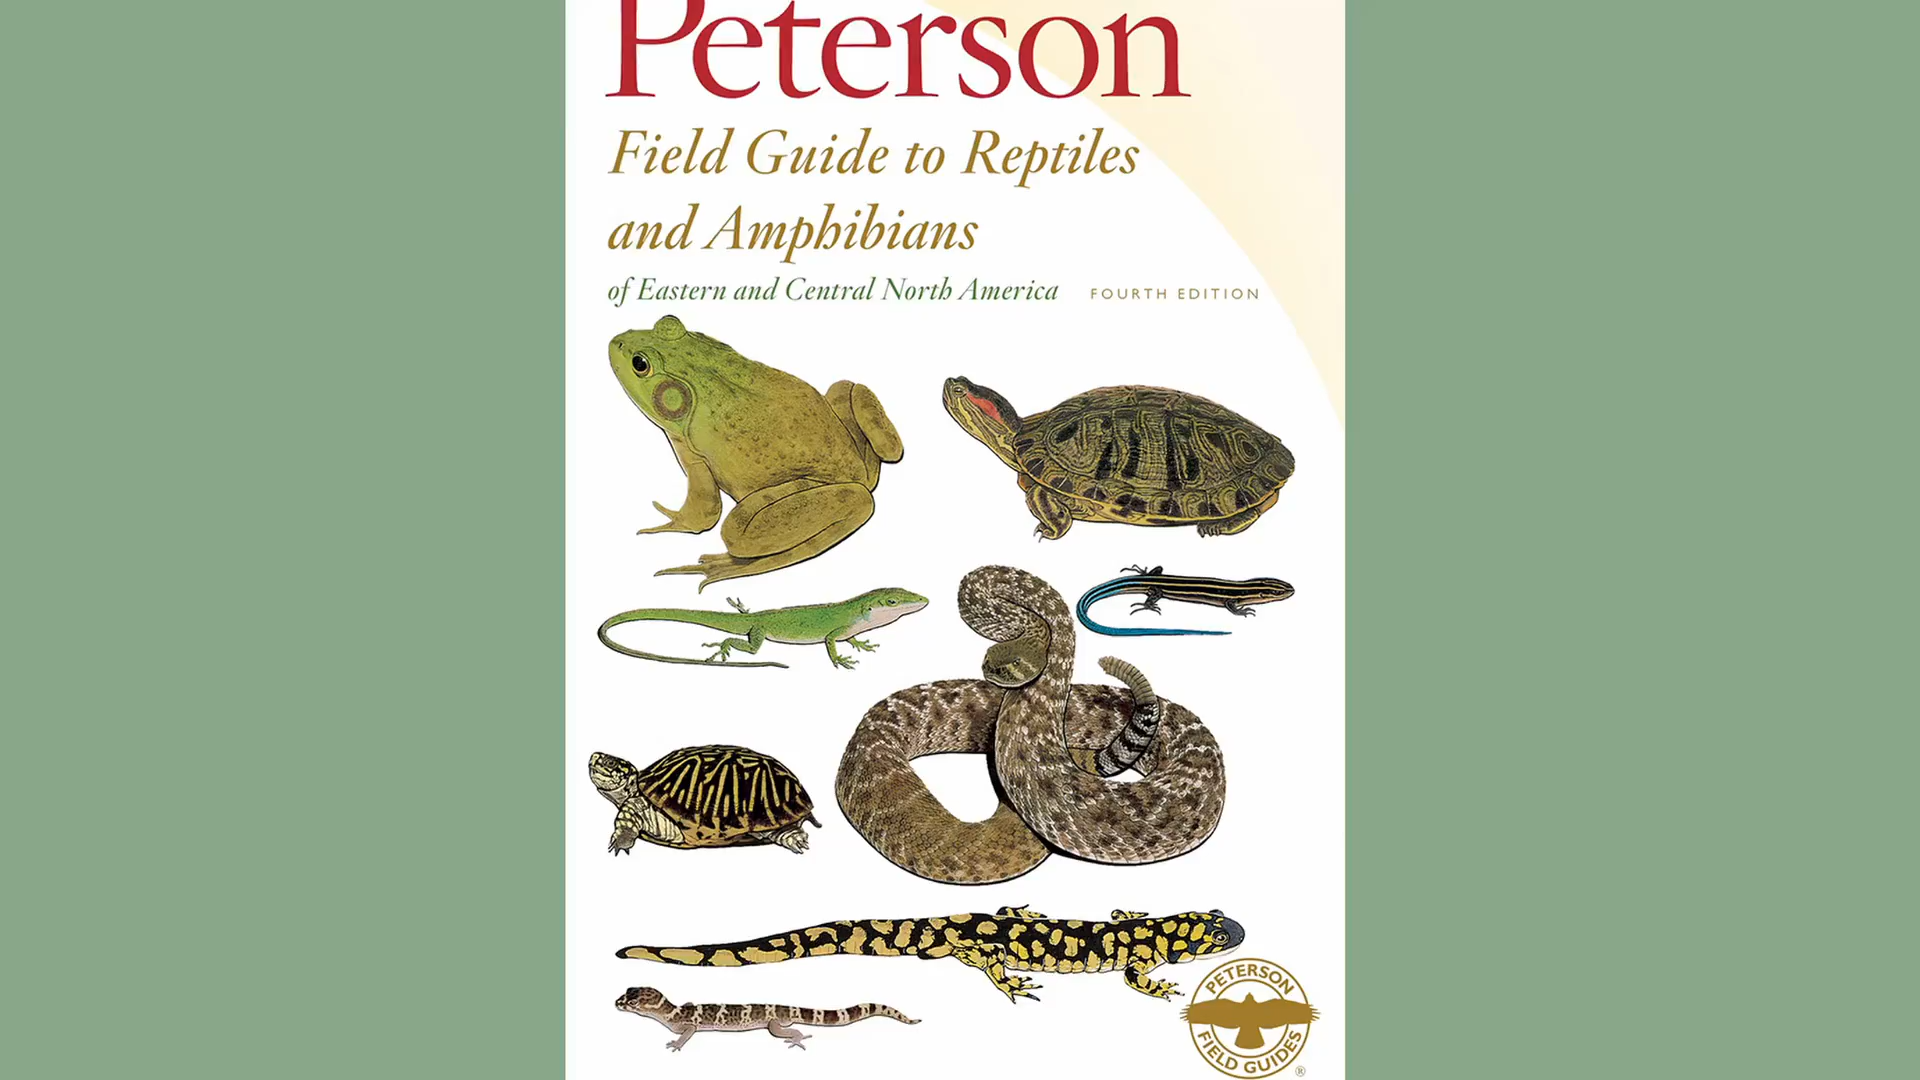 Peterson
Field Guide to Reptiles
and Amphibians
of Eastern and Central North America FOURTH EDITION
PETERSON
FIELD GUIDES
®